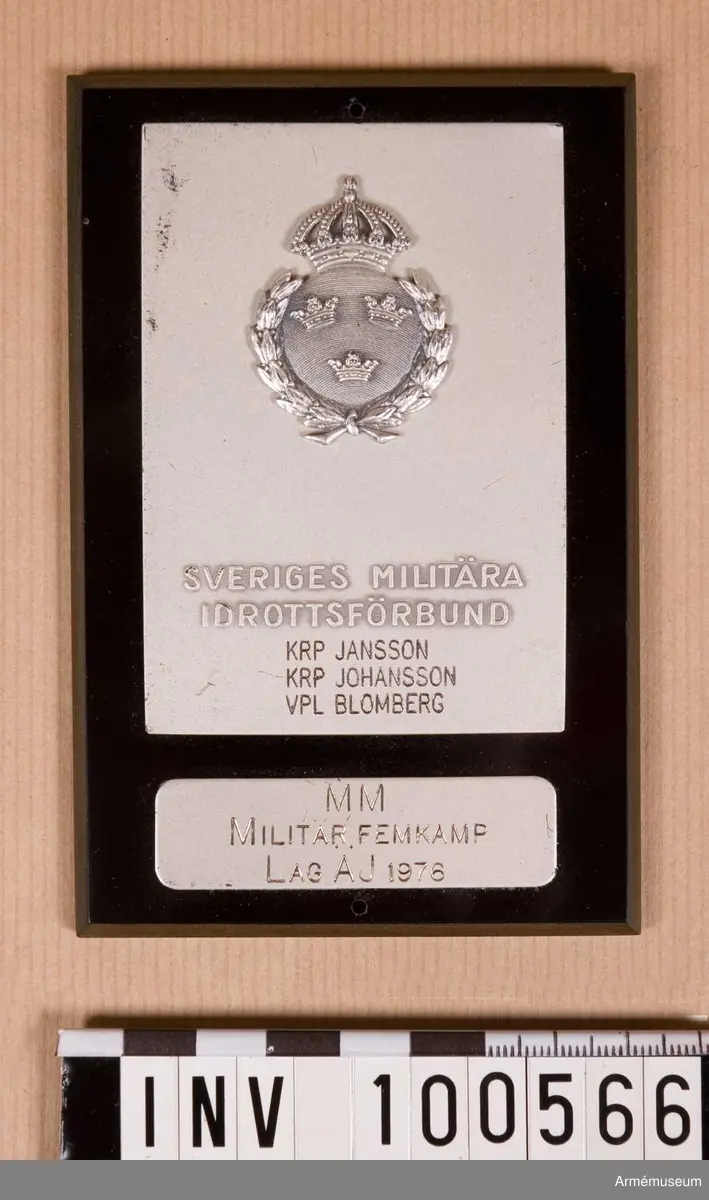 SVERIGES MILITÄRA
IDROTTSFÖRBUND
KRP JANSSON
KRP JOHANSSON
VPL BLOMBERG
MM
MILITÄR FEMKAMP
LAG AJ 1976
INV 100566
Armémuseum